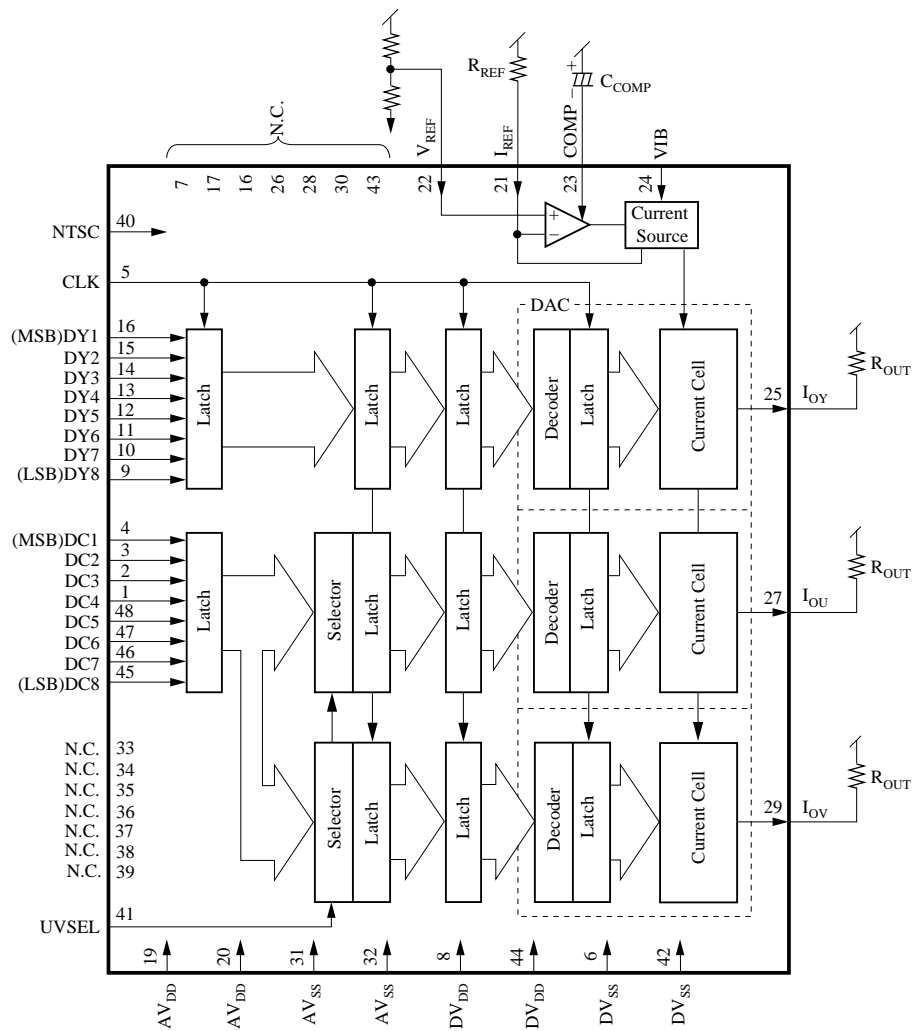 R_REF
C_COMP
+
−
N.C.
V_REF
I_REF
COMP
VIB
7
17
16
26
28
30
43
22
21
23
24
NTSC
40
+
−
Current
Source
CLK
5
DAC
(MSB)DY1
16
DY2
15
DY3
14
DY4
13
DY5
12
DY6
11
DY7
10
(LSB)DY8
9
Latch
Latch
Latch
Decoder
Latch
Current Cell
25
I_OY
R_OUT
(MSB)DC1
4
DC2
3
DC3
2
DC4
1
DC5
48
DC6
47
DC7
46
(LSB)DC8
45
Latch
Selector
Latch
Latch
Decoder
Latch
Current Cell
27
I_OU
R_OUT
N.C.
33
N.C.
34
N.C.
35
N.C.
36
N.C.
37
N.C.
38
N.C.
39
Selector
Latch
Latch
Decoder
Latch
Current Cell
29
I_OV
R_OUT
UVSEL
41
19
20
31
32
8
44
6
42
AV_DD
AV_DD
AV_SS
AV_SS
DV_DD
DV_DD
DV_SS
DV_SS